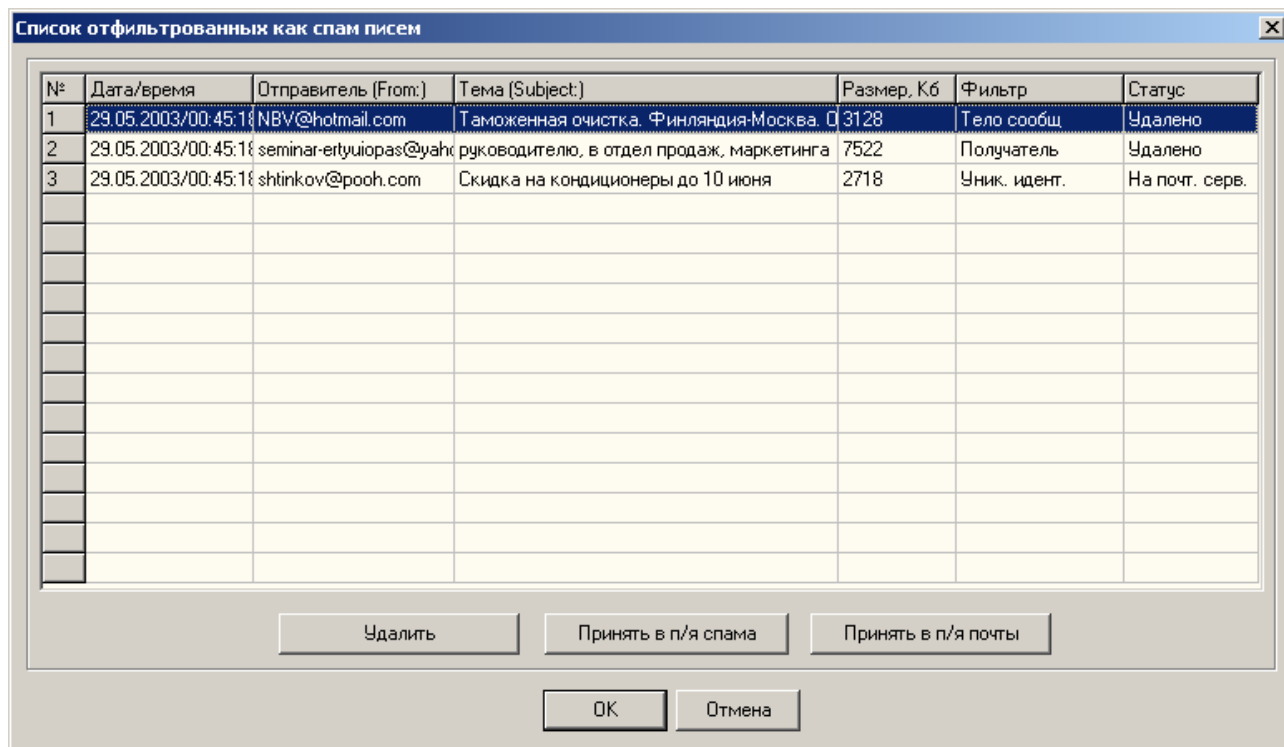 Список отфильтрованных как спам писем
№ Дата/время Отправитель (From:) Тема (Subject:) Размер, Кб Фильтр Статус
1 29.05.2003/00:45:18 NBV@hotmail.com Таможенная очистка. Финляндия-Москва. 3128 Тело сообщ Удалено
2 29.05.2003/00:45:18 seminar-ertyuiopas@yaho руководителю, в отдел продаж, маркетинга 7522 Получатель Удалено
3 29.05.2003/00:45:18 shtinkov@pooh.com Скидка на кондиционеры до 10 июня 2718 Уник. идент. На почт. серв.
Удалить Принять в п/я спама Принять в п/я почты
OK Отмена